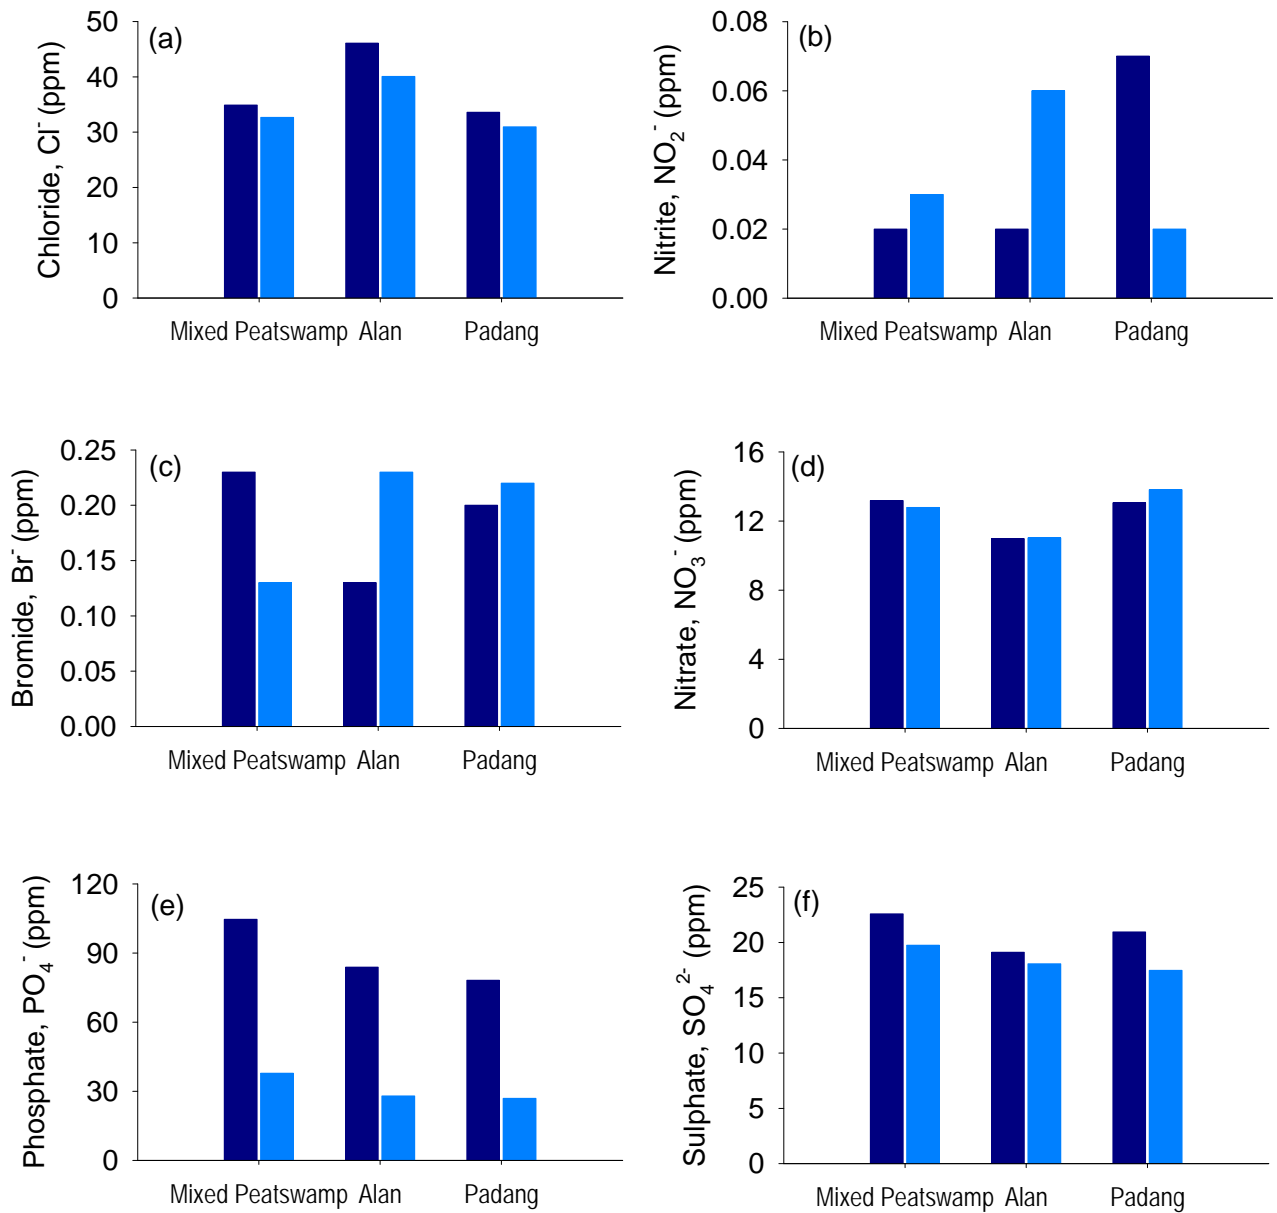 (a)
Chloride, Cl⁻ (ppm)
50
40
30
20
10
0
Mixed Peatswamp Alan Padang
(b)
Nitrite, NO₂⁻ (ppm)
0.08
0.06
0.04
0.02
0.00
Mixed Peatswamp Alan Padang
(c)
Bromide, Br⁻ (ppm)
0.25
0.20
0.15
0.10
0.05
0.00
Mixed Peatswamp Alan Padang
(d)
Nitrate, NO₃⁻ (ppm)
16
12
8
4
0
Mixed Peatswamp Alan Padang
(e)
Phosphate, PO₄⁻ (ppm)
120
90
60
30
0
Mixed Peatswamp Alan Padang
(f)
Sulphate, SO₄²⁻ (ppm)
25
20
15
10
5
0
Mixed Peatswamp Alan Padang